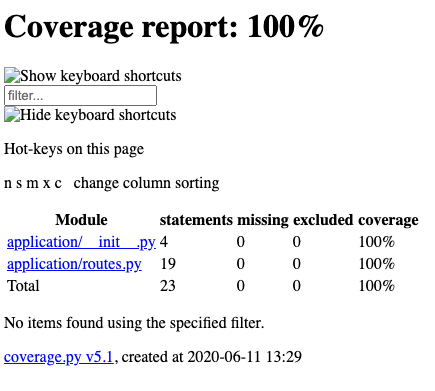 Coverage report: 100%
Show keyboard shortcuts
filter...
Hide keyboard shortcuts
Hot-keys on this page
n s m x c change column sorting
Module statements missing excluded coverage
application/__init__.py 4 0 0 100%
application/routes.py 19 0 0 100%
Total 23 0 0 100%
No items found using the specified filter.
coverage.py v5.1, created at 2020-06-11 13:29